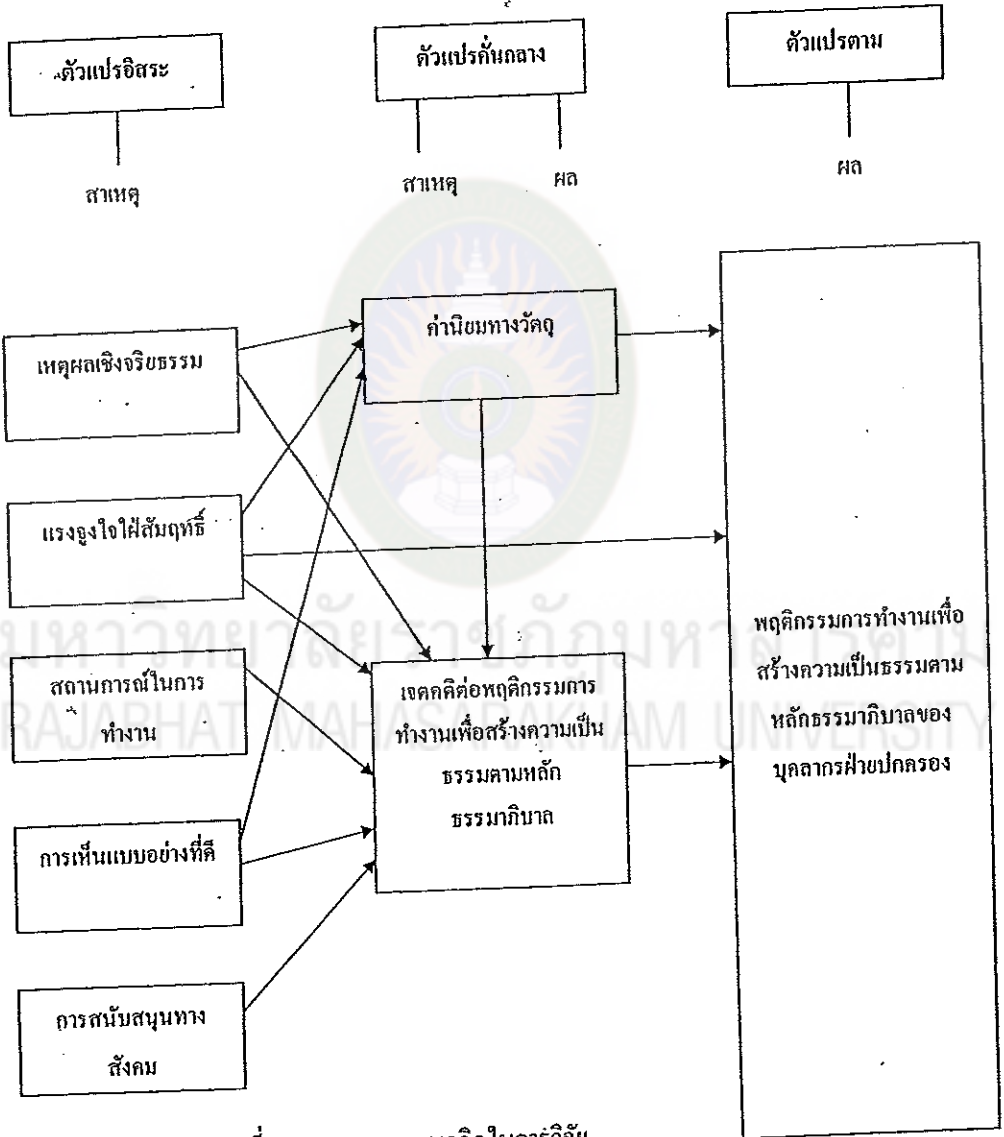 ตัวแปรอิสระ
ตัวแปรคั่นกลาง
ตัวแปรตาม
สาเหตุ
สาเหตุ
ผล
ผล
เหตุผลเชิงจริยธรรม
ค่านิยมทางวัตถุ
แรงจูงใจใฝ่สัมฤทธิ์
สถานการณ์ในการ
ทำงาน
การเห็นแบบอย่างที่ดี
การสนับสนุนทาง
สังคม
เจตคติต่อพฤติกรรมการ
ทำงานเพื่อสร้างความเป็น
ธรรมตามหลัก
ธรรมาภิบาล
พฤติกรรมการทำงานเพื่อ
สร้างความเป็นธรรมตาม
หลักธรรมาภิบาลของ
บุคลากรฝ่ายปกครอง
มหาวิทยาลัยราชภัฏมหาสารคาม
RAJABHAT MAHASARAKHAM UNIVERSITY